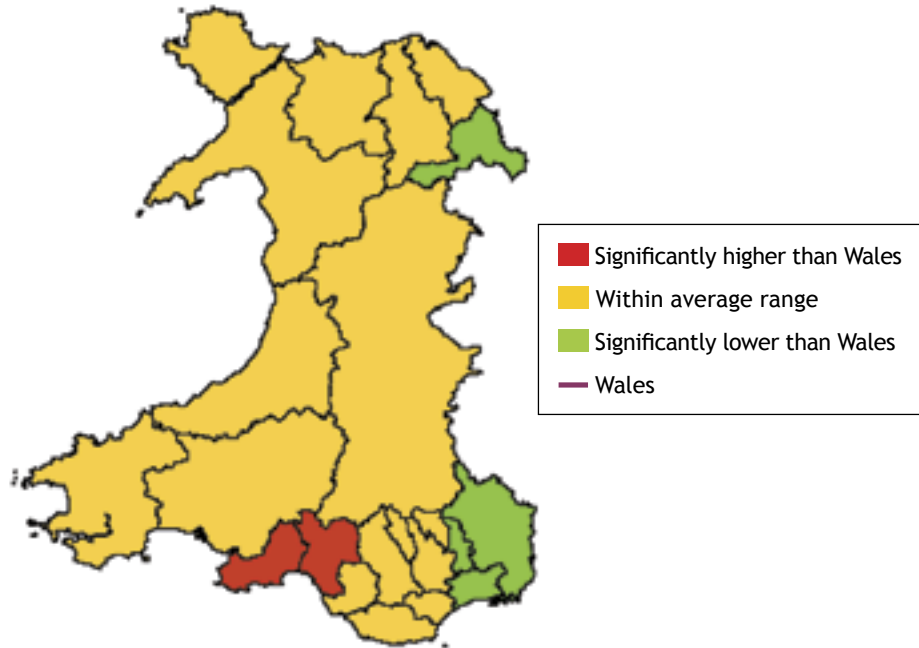 Significantly higher than Wales
Within average range
Significantly lower than Wales
Wales